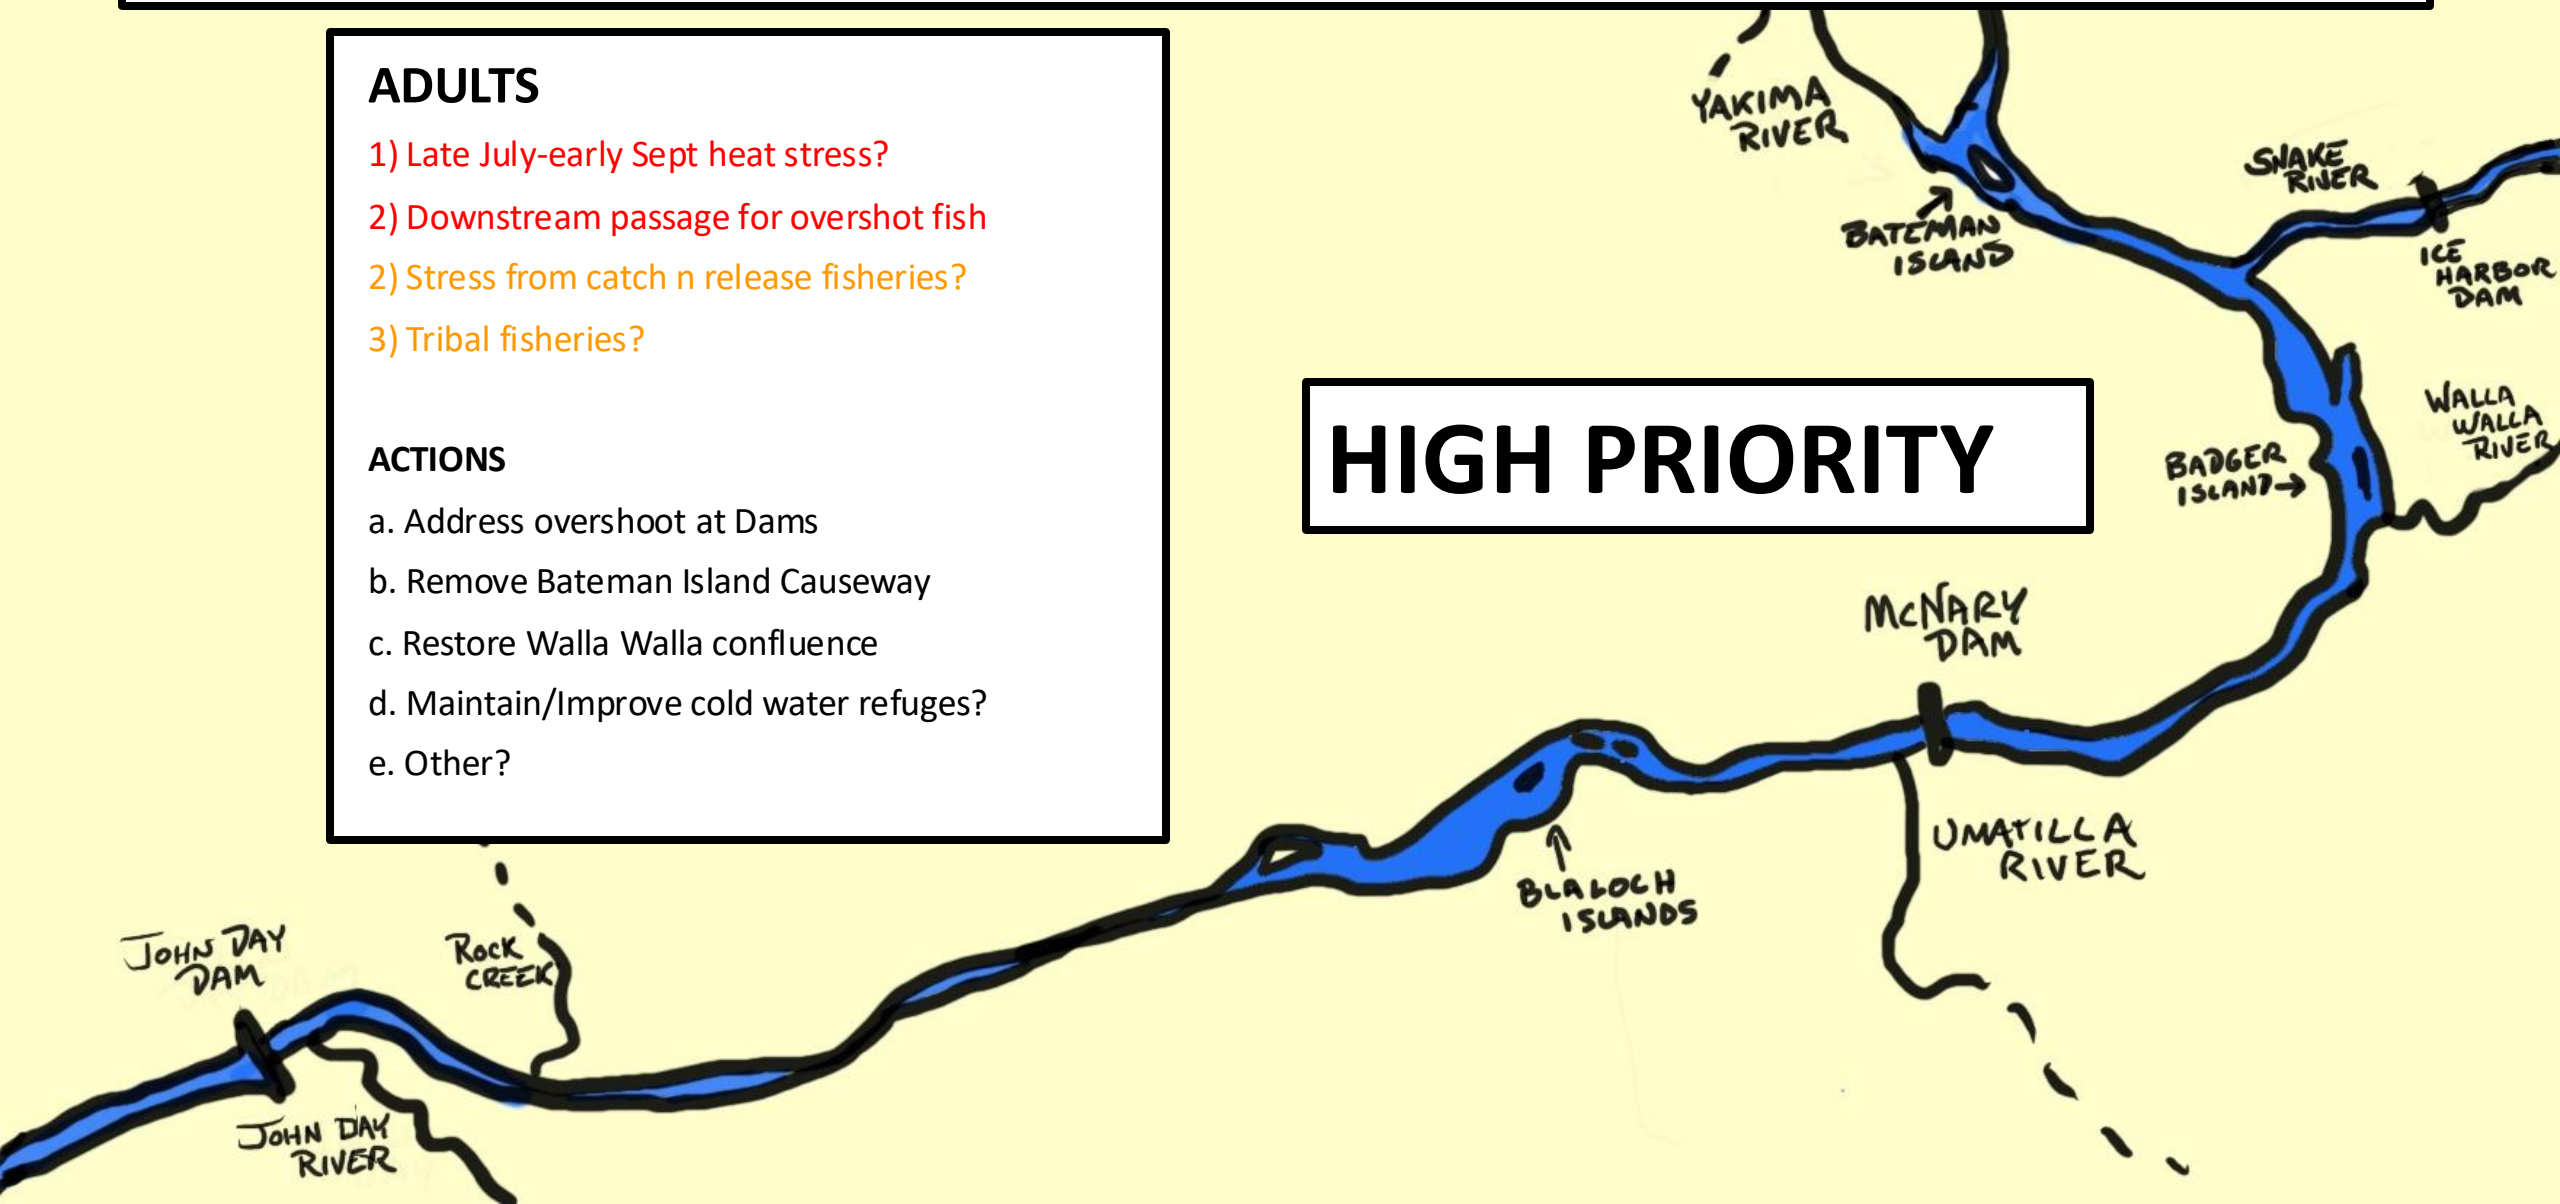 ADULTS
1) Late July-early Sept heat stress?
2) Downstream passage for overshot fish
2) Stress from catch n release fisheries?
3) Tribal fisheries?
ACTIONS
a. Address overshoot at Dams
b. Remove Bateman Island Causeway
c. Restore Walla Walla confluence
d. Maintain/Improve cold water refuges?
e. Other?
HIGH PRIORITY
YAKIMA
RIVER
BATEMAN
ISLAND
SNAKE
RIVER
ICE
HARBOR
DAM
WALLA
WALLA
RIVER
BADGER
ISLAND
McNARY
DAM
UMATILLA
RIVER
BLALOCH
ISLANDS
ROCK
CREEK
JOHN DAY
DAM
JOHN DAY
RIVER